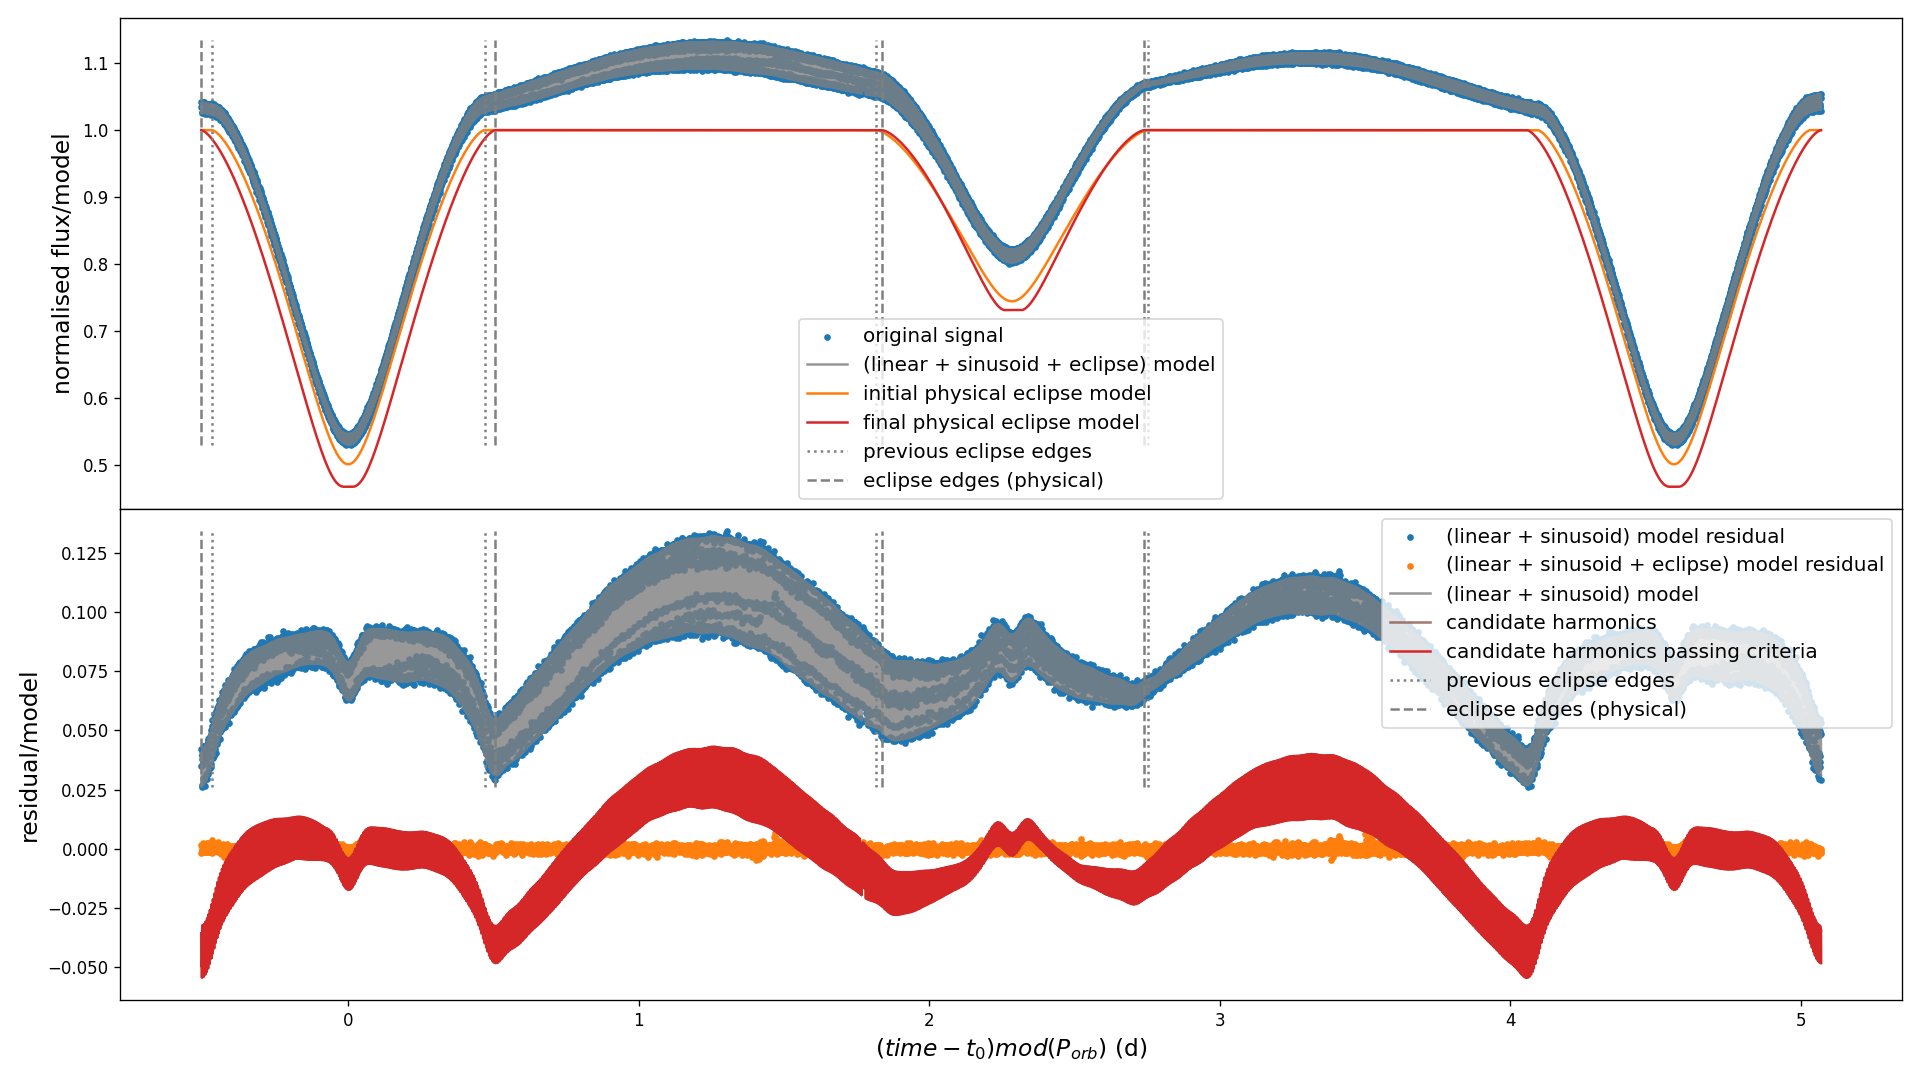 normalised flux/model
1.1
1.0
0.9
0.8
0.7
0.6
0.5
original signal
(linear + sinusoid + eclipse) model
initial physical eclipse model
final physical eclipse model
previous eclipse edges
eclipse edges (physical)
residual/model
0.125
0.100
0.075
0.050
0.025
0.000
−0.025
−0.050
(linear + sinusoid) model residual
(linear + sinusoid + eclipse) model residual
(linear + sinusoid) model
candidate harmonics
candidate harmonics passing criteria
previous eclipse edges
eclipse edges (physical)
0 1 2 3 4 5
(time − t₀)mod(P_orb) (d)